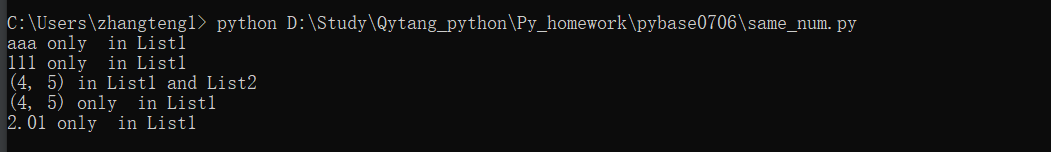 C:\Users\zhangteng1> python D:\Study\Qytang_python\Py_homework\pybase0706\same_num.py
aaa only  in List1
111 only  in List1
(4, 5) in List1 and List2
(4, 5) only  in List1
2.01 only  in List1